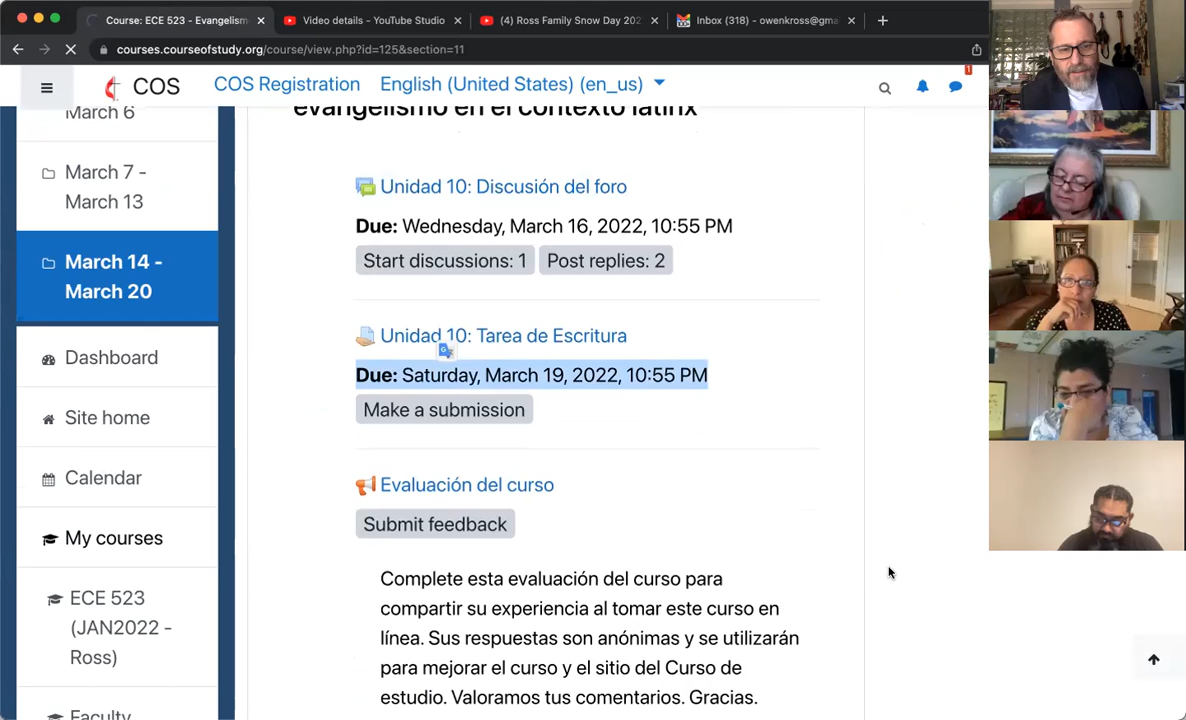 Course: ECE 523 - Evangelism
Video details - YouTube Studio
(4) Ross Family Snow Day 202
Inbox (318) - owenkross@gma
courses.courseofstudy.org/course/view.php?id=125&section=11
COS
COS Registration
English (United States) (en_us)
1
March 6
March 7 -
March 13
March 14 -
March 20
Dashboard
Site home
Calendar
My courses
ECE 523
(JAN2022 -
Ross)
Faculty
evangelismo en el contexto latinx
Unidad 10: Discusión del foro
Due: Wednesday, March 16, 2022, 10:55 PM
Start discussions: 1
Post replies: 2
Unidad 10: Tarea de Escritura
Due: Saturday, March 19, 2022, 10:55 PM
Make a submission
Evaluación del curso
Submit feedback
Complete esta evaluación del curso para
compartir su experiencia al tomar este curso en
línea. Sus respuestas son anónimas y se utilizarán
para mejorar el curso y el sitio del Curso de
estudio. Valoramos tus comentarios. Gracias.